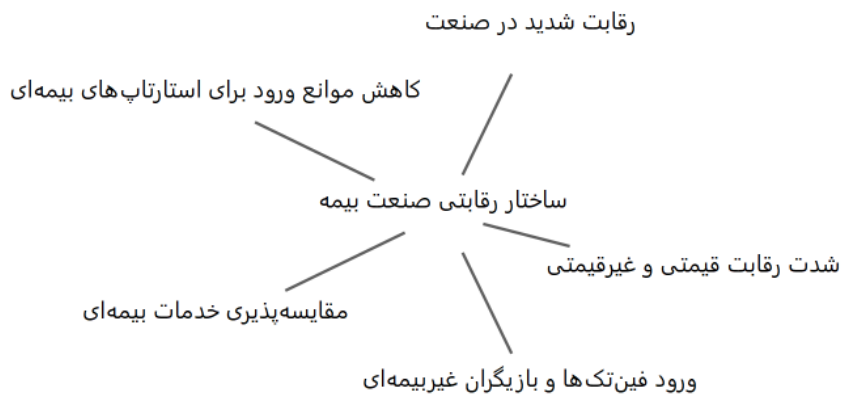 رقابت شدید در صنعت
کاهش موانع ورود برای استارتاپ‌های بیمه‌ای
ساختار رقابتی صنعت بیمه
شدت رقابت قیمتی و غیرقیمتی
مقایسه‌پذیری خدمات بیمه‌ای
ورود فین‌تک‌ها و بازیگران غیربیمه‌ای